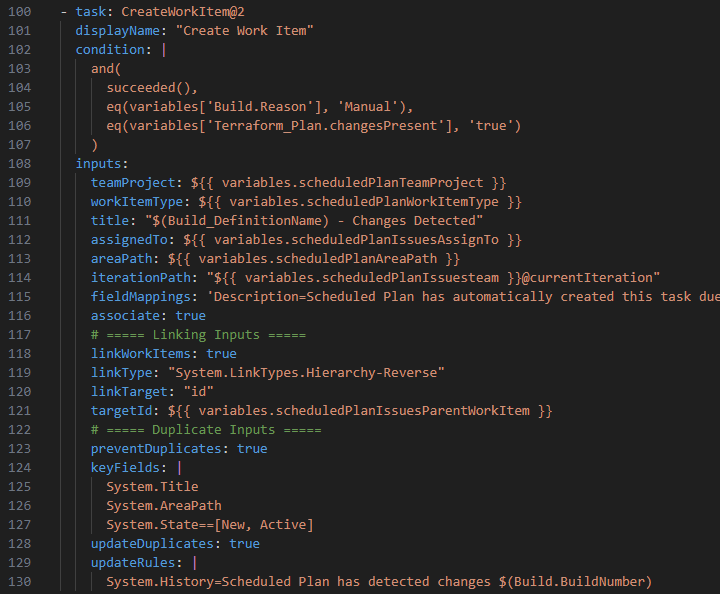 100 - task: CreateWorkItem@2
101 displayName: "Create Work Item"
102 condition: |
103 and(
104 succeeded(),
105 eq(variables['Build.Reason'], 'Manual'),
106 eq(variables['Terraform_Plan.changesPresent'], 'true')
107 )
108 inputs:
109 teamProject: ${{ variables.scheduledPlanTeamProject }}
110 workItemType: ${{ variables.scheduledPlanWorkItemType }}
111 title: "$(Build_DefinitionName) - Changes Detected"
112 assignedTo: ${{ variables.scheduledPlanIssuesAssignTo }}
113 areaPath: ${{ variables.scheduledPlanAreaPath }}
114 iterationPath: "${{ variables.scheduledPlanIssuesteam }}@currentIteration"
115 fieldMappings: 'Description=Scheduled Plan has automatically created this task due
116 associate: true
117 # ===== Linking Inputs =====
118 linkWorkItems: true
119 linkType: "System.LinkTypes.Hierarchy-Reverse"
120 linkTarget: "id"
121 targetId: ${{ variables.scheduledPlanIssuesParentWorkItem }}
122 # ===== Duplicate Inputs =====
123 preventDuplicates: true
124 keyFields: |
125 System.Title
126 System.AreaPath
127 System.State==[New, Active]
128 updateDuplicates: true
129 updateRules: |
130 System.History=Scheduled Plan has detected changes $(Build.BuildNumber)